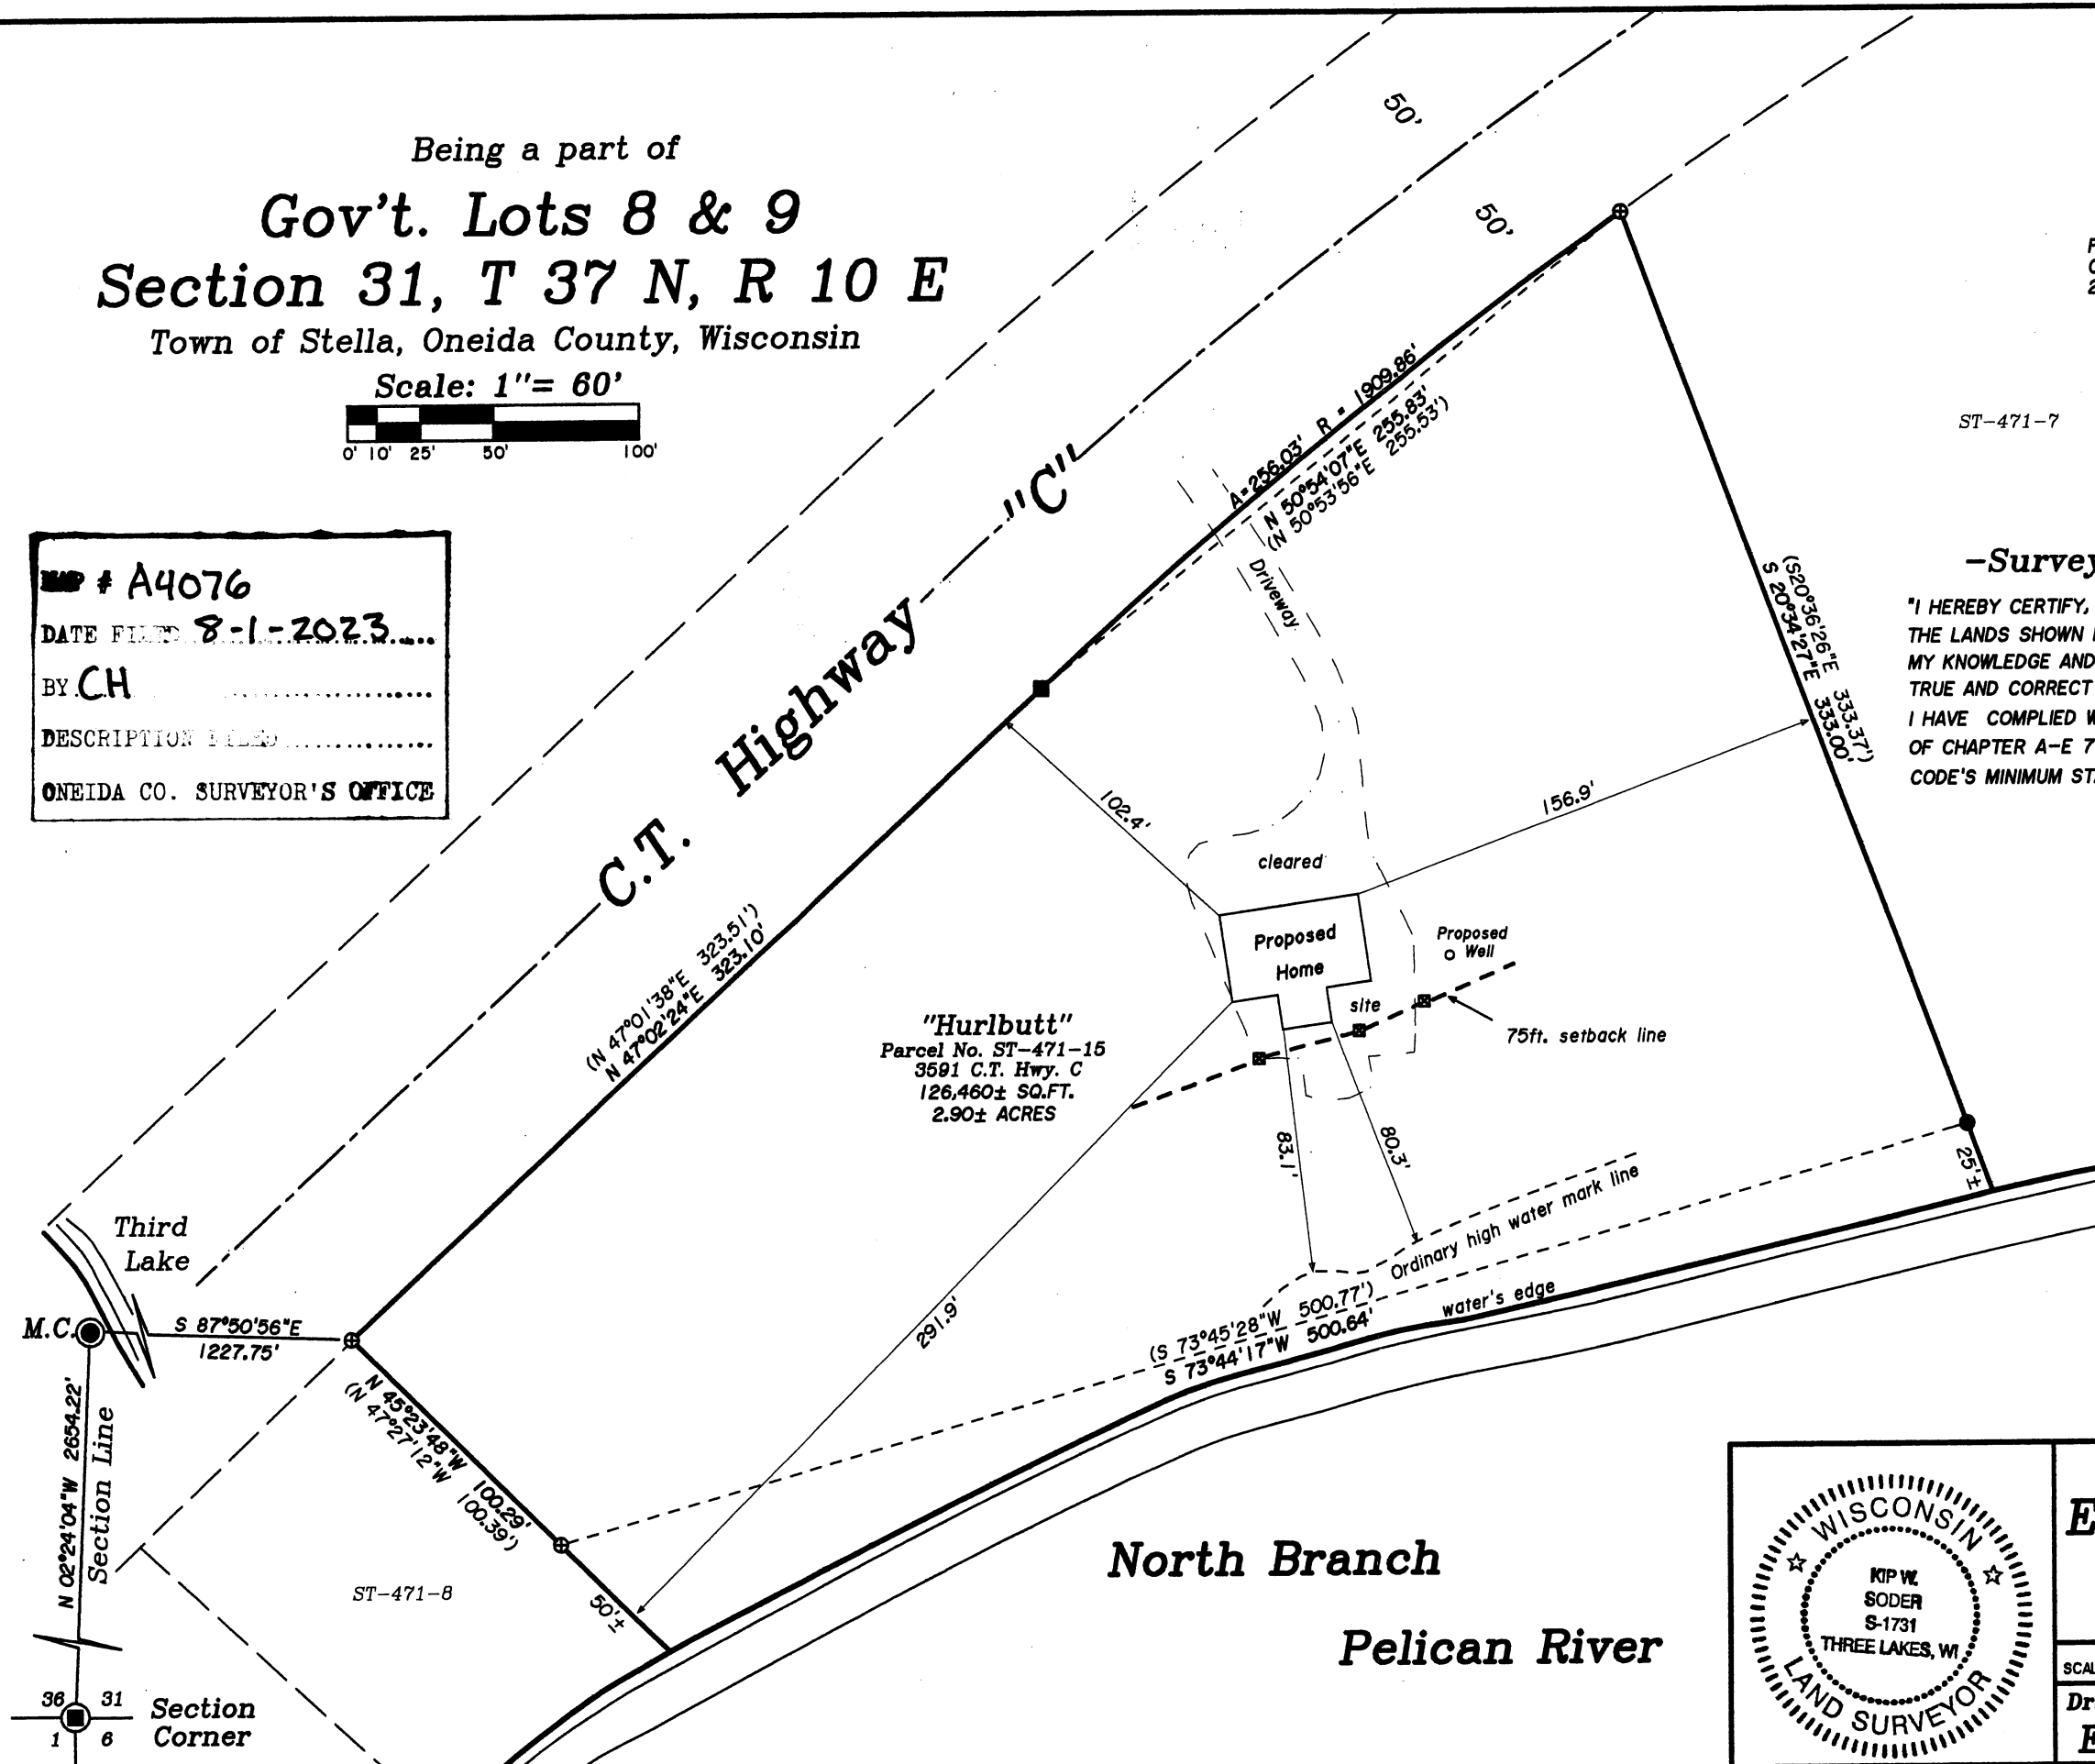 Being a part of
Gov't. Lots 8 & 9
Section 31, T 37 N, R 10 E
Town of Stella, Oneida County, Wisconsin
Scale: 1"= 60'
0' 10' 25' 50' 100'
MAP # A4076
DATE FILED 8-1-2023
BY CH
DESCRIPTION FILED
ONEIDA CO. SURVEYOR'S OFFICE
50'
50'
C.T. Highway "C"
A=256.03' R = 1909.86'
N 50°54'07"E 255.83'
(N 50°53'56"E 255.53')
Driveway
ST-471-7
(S20°36'26"E 333.37')
S 20°34'27"E 333.00'
-Survey
"I HEREBY CERTIFY,
THE LANDS SHOWN
MY KNOWLEDGE AND
TRUE AND CORRECT
I HAVE COMPLIED
OF CHAPTER A-E 7
CODE'S MINIMUM
102.4'
156.9'
cleared
Proposed
Home
site
Proposed
Well
75ft. setback line
(N 47°01'38"E 323.51')
N 47°02'24"E 323.10'
"Hurlbutt"
Parcel No. ST-471-15
3591 C.T. Hwy. C
126,460± SQ.FT.
2.90± ACRES
83.1'
80.3'
25'±
Ordinary high water mark line
(S 73°45'28"W 500.77')
S 73°44'17"W 500.64'
water's edge
291.9'
Third
Lake
M.C.
S 87°50'56"E
1227.75'
N 02°24'04"W 2654.22'
Section Line
N 45°23'48"W 100.29'
(N 47°27'12"W 100.39')
50'±
ST-471-8
North Branch
Pelican River
36 31
1 6
Section
Corner
WISCONSIN
KIP W.
SODER
S-1731
THREE LAKES, WI
LAND SURVEYOR